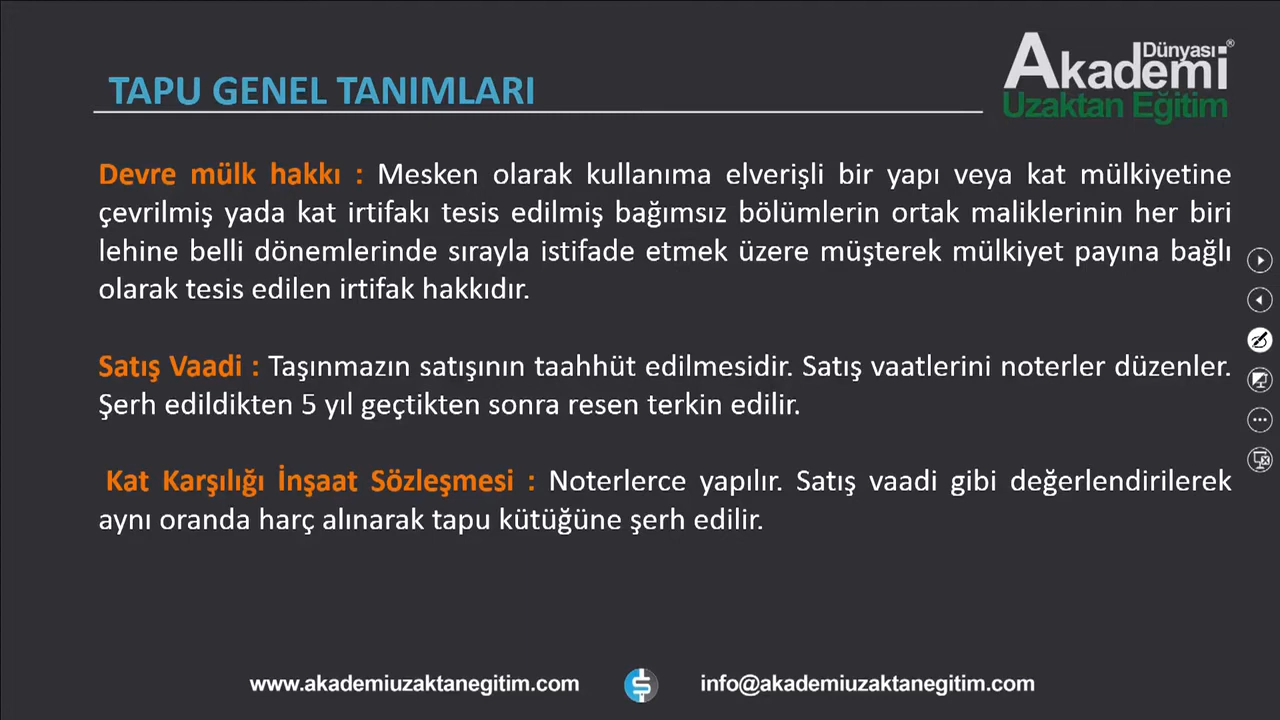 TAPU GENEL TANIMLARI
Dünyası®
Akademi
Uzaktan Eğitim
Devre mülk hakkı : Mesken olarak kullanıma elverişli bir yapı veya kat mülkiyetine
çevrilmiş yada kat irtifakı tesis edilmiş bağımsız bölümlerin ortak maliklerinin her biri
lehine belli dönemlerinde sırayla istifade etmek üzere müşterek mülkiyet payına bağlı
olarak tesis edilen irtifak hakkıdır.
Satış Vaadi : Taşınmazın satışının taahhüt edilmesidir. Satış vaatlerini noterler düzenler.
Şerh edildikten 5 yıl geçtikten sonra resen terkin edilir.
Kat Karşılığı İnşaat Sözleşmesi : Noterlerce yapılır. Satış vaadi gibi değerlendirilerek
aynı oranda harç alınarak tapu kütüğüne şerh edilir.
www.akademiuzaktanegitim.com
info@akademiuzaktanegitim.com